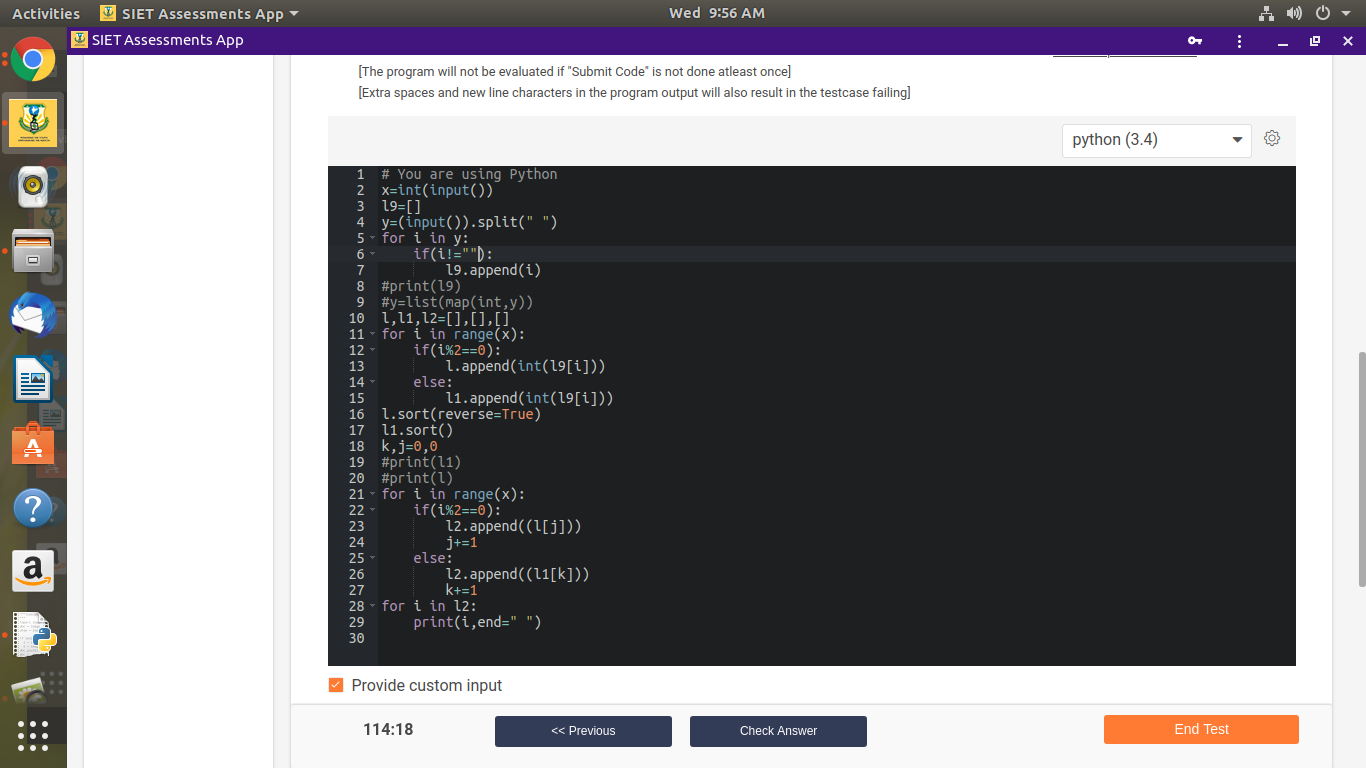 Activities SIET Assessments App Wed 9:56 AM
SIET Assessments App
[The program will not be evaluated if "Submit Code" is not done atleast once]
[Extra spaces and new line characters in the program output will also result in the testcase failing]
python (3.4)
1 # You are using Python
2 x=int(input())
3 l9=[]
4 y=(input()).split(" ")
5 for i in y:
6     if(i!=""):
7         l9.append(i)
8 #print(l9)
9 #y=list(map(int,y))
10 l,l1,l2=[],[],[]
11 for i in range(x):
12     if(i%2==0):
13         l.append(int(l9[i]))
14     else:
15         l1.append(int(l9[i]))
16 l.sort(reverse=True)
17 l1.sort()
18 k,j=0,0
19 #print(l1)
20 #print(l)
21 for i in range(x):
22     if(i%2==0):
23         l2.append((l[j]))
24         j+=1
25     else:
26         l2.append((l1[k]))
27         k+=1
28 for i in l2:
29     print(i,end=" ")
30
Provide custom input
114:18 << Previous Check Answer End Test